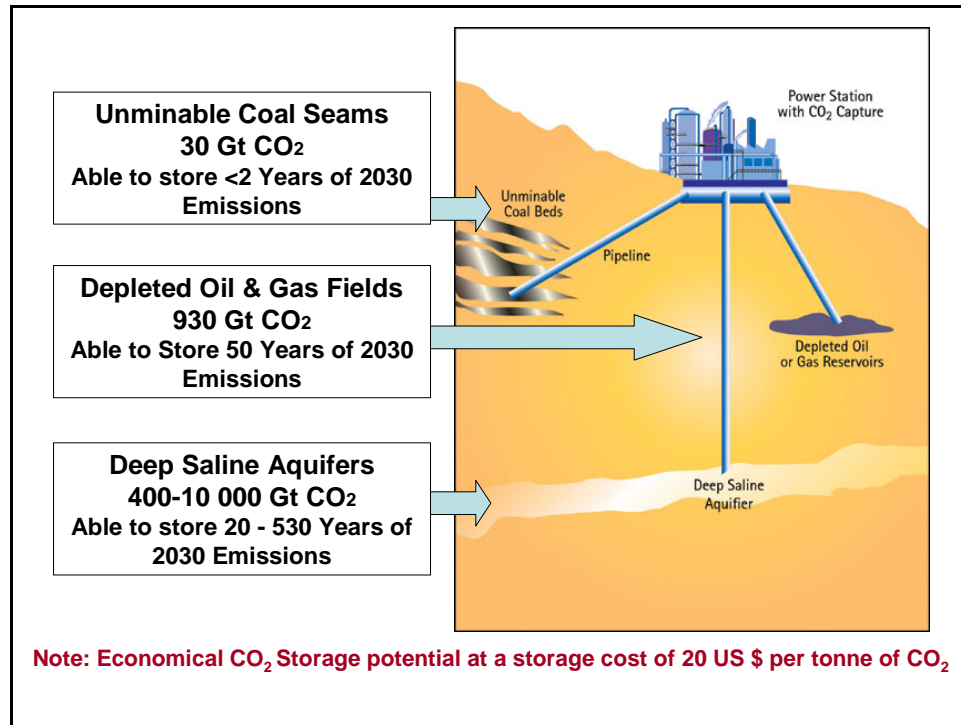 Unminable Coal Seams
30 Gt CO2
Able to store <2 Years of 2030
Emissions
Depleted Oil & Gas Fields
930 Gt CO2
Able to Store 50 Years of 2030
Emissions
Deep Saline Aquifers
400-10 000 Gt CO2
Able to store 20 - 530 Years of
2030 Emissions
Power Station
with CO2 Capture
Unminable
Coal Beds
Pipeline
Depleted Oil
or Gas Reservoirs
Deep Saline
Aquifier
Note: Economical CO2 Storage potential at a storage cost of 20 US $ per tonne of CO2